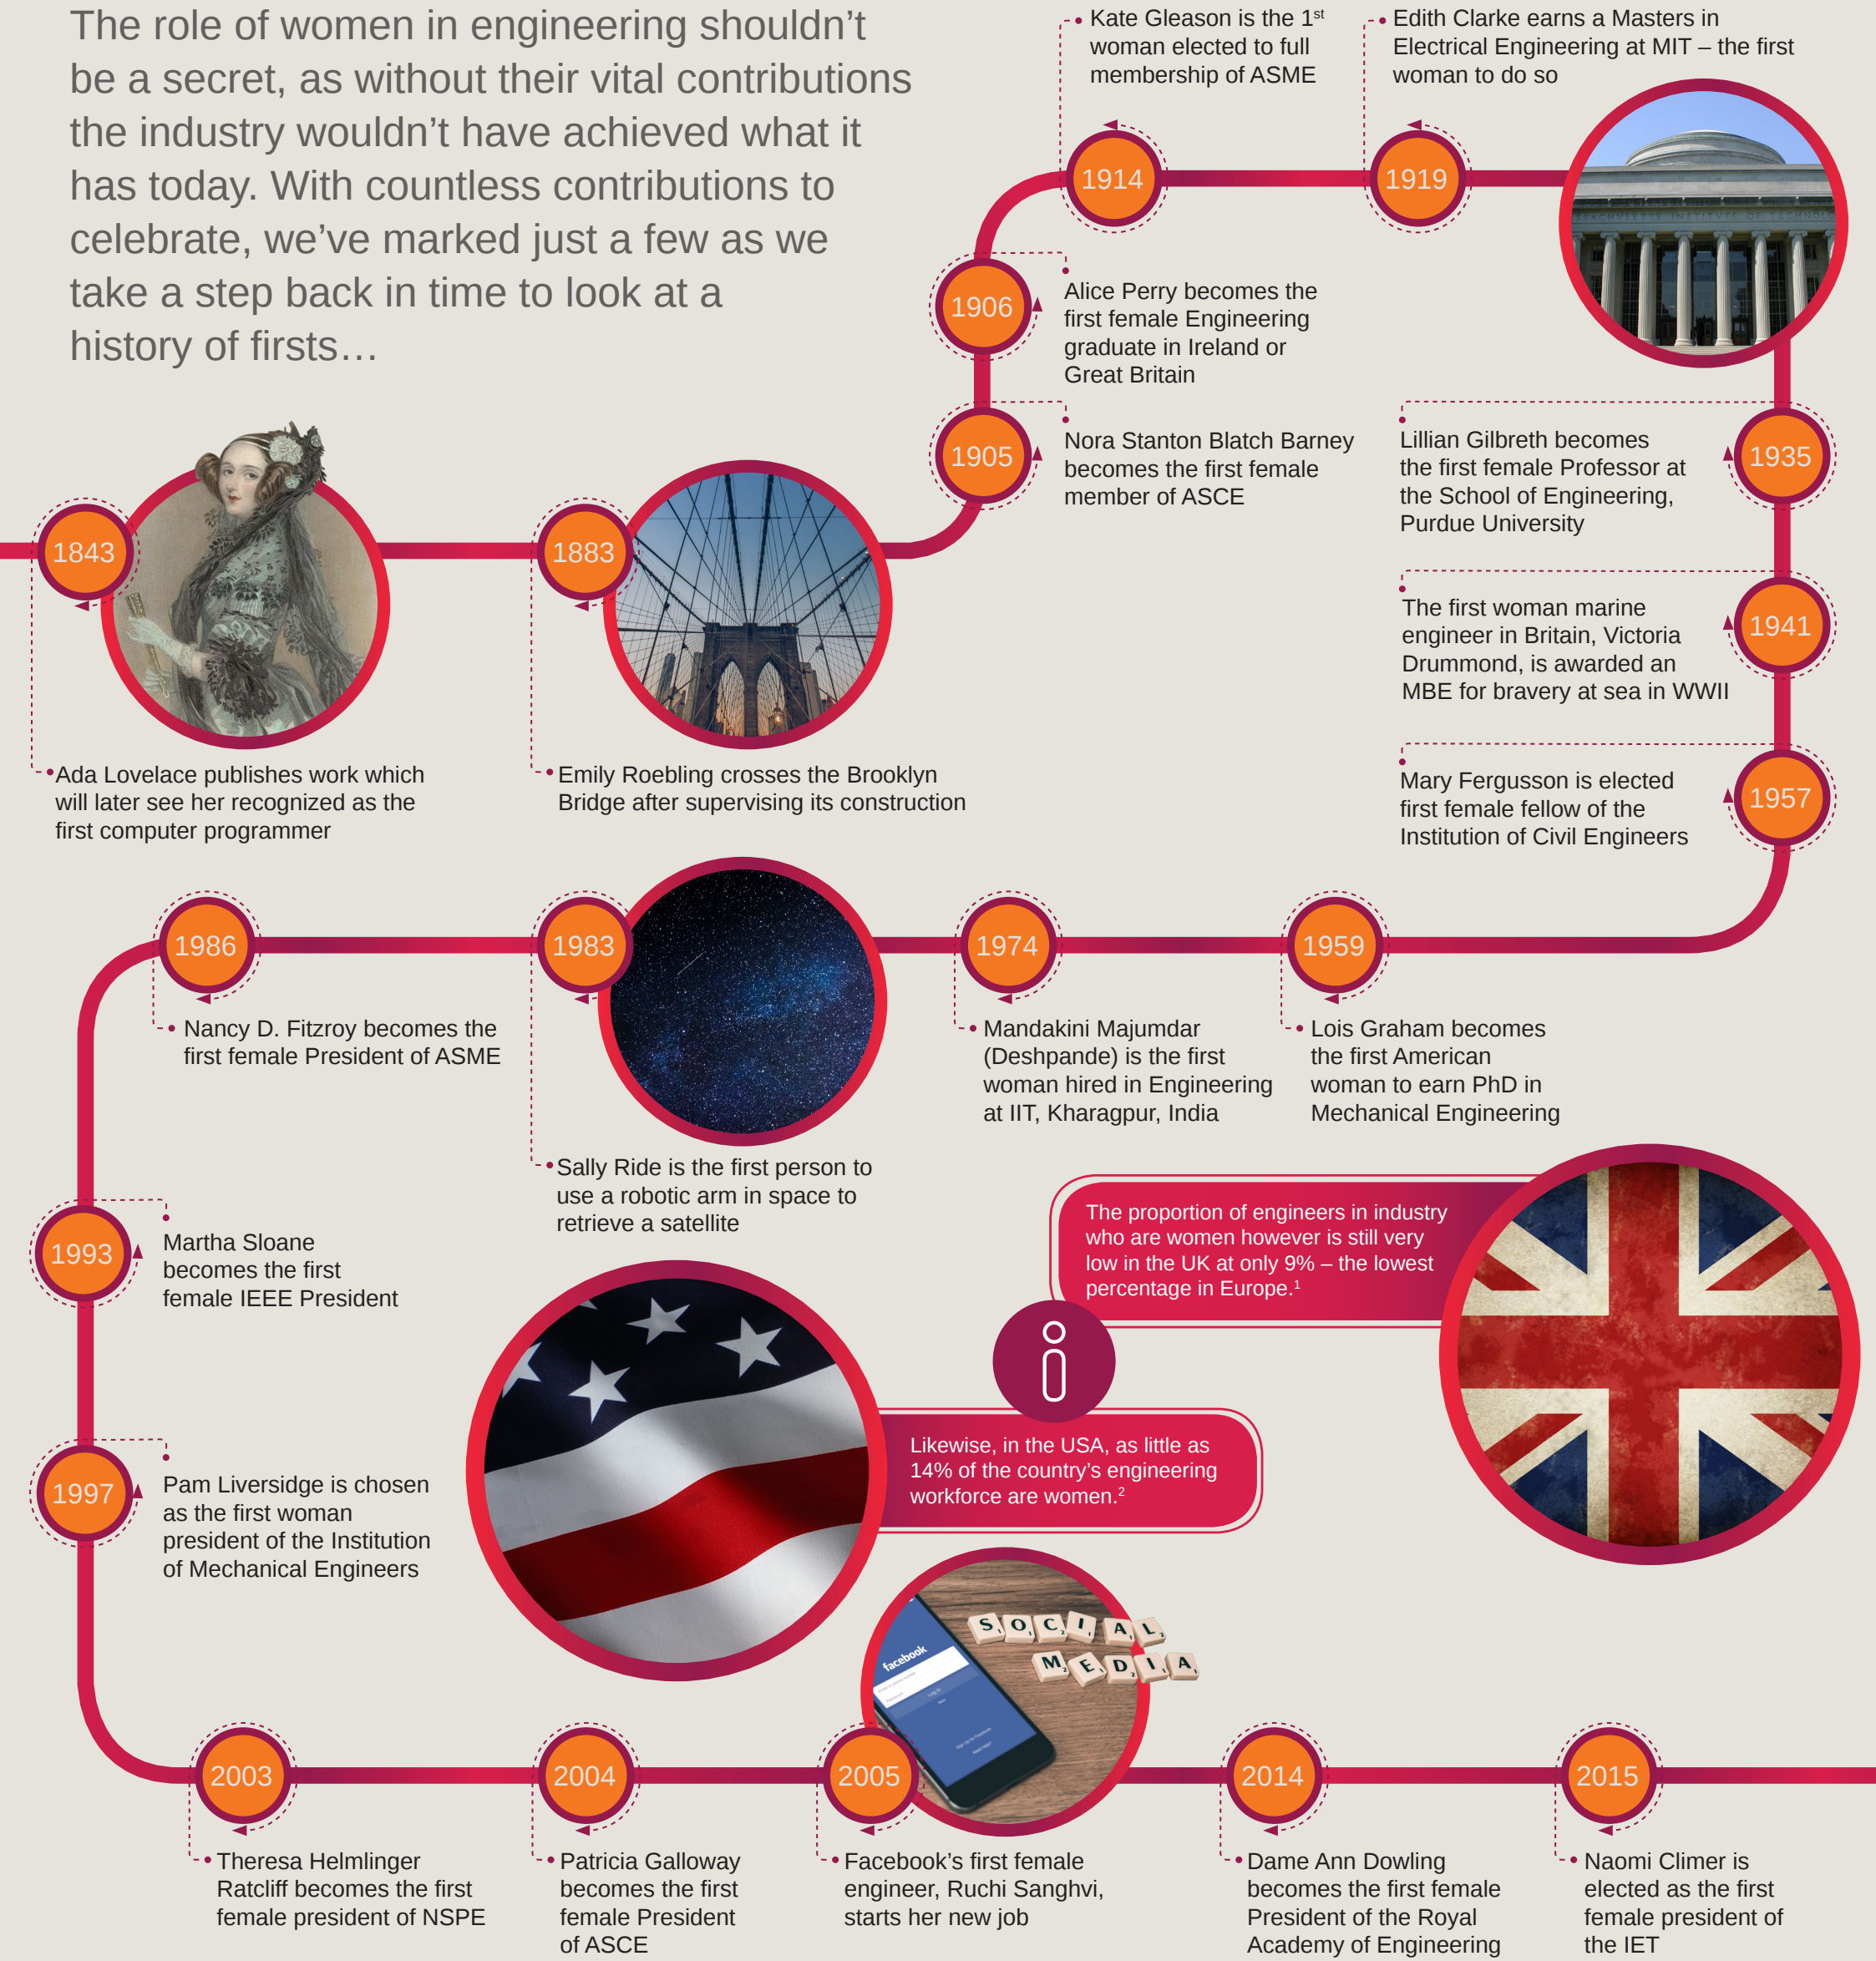 The role of women in engineering shouldn’t
be a secret, as without their vital contributions
the industry wouldn’t have achieved what it
has today. With countless contributions to
celebrate, we’ve marked just a few as we
take a step back in time to look at a
history of firsts…
1843
Ada Lovelace publishes work which
will later see her recognized as the
first computer programmer
1883
Emily Roebling crosses the Brooklyn
Bridge after supervising its construction
1905
Nora Stanton Blatch Barney
becomes the first female
member of ASCE
1906
Alice Perry becomes the
first female Engineering
graduate in Ireland or
Great Britain
1914
Kate Gleason is the 1st
woman elected to full
membership of ASME
1919
Edith Clarke earns a Masters in
Electrical Engineering at MIT – the first
woman to do so
1935
Lillian Gilbreth becomes
the first female Professor at
the School of Engineering,
Purdue University
1941
The first woman marine
engineer in Britain, Victoria
Drummond, is awarded an
MBE for bravery at sea in WWII
1957
Mary Fergusson is elected
first female fellow of the
Institution of Civil Engineers
1959
Lois Graham becomes
the first American
woman to earn PhD in
Mechanical Engineering
1974
Mandakini Majumdar
(Deshpande) is the first
woman hired in Engineering
at IIT, Kharagpur, India
1983
Sally Ride is the first person to
use a robotic arm in space to
retrieve a satellite
1986
Nancy D. Fitzroy becomes the
first female President of ASME
1993
Martha Sloane
becomes the first
female IEEE President
1997
Pam Liversidge is chosen
as the first woman
president of the Institution
of Mechanical Engineers
The proportion of engineers in industry
who are women however is still very
low in the UK at only 9% – the lowest
percentage in Europe.1
Likewise, in the USA, as little as
14% of the country’s engineering
workforce are women.2
facebook
SOCIAL
MEDIA
2003
Theresa Helmlinger
Ratcliff becomes the first
female president of NSPE
2004
Patricia Galloway
becomes the first
female President
of ASCE
2005
Facebook’s first female
engineer, Ruchi Sanghvi,
starts her new job
2014
Dame Ann Dowling
becomes the first female
President of the Royal
Academy of Engineering
2015
Naomi Climer is
elected as the first
female president of
the IET